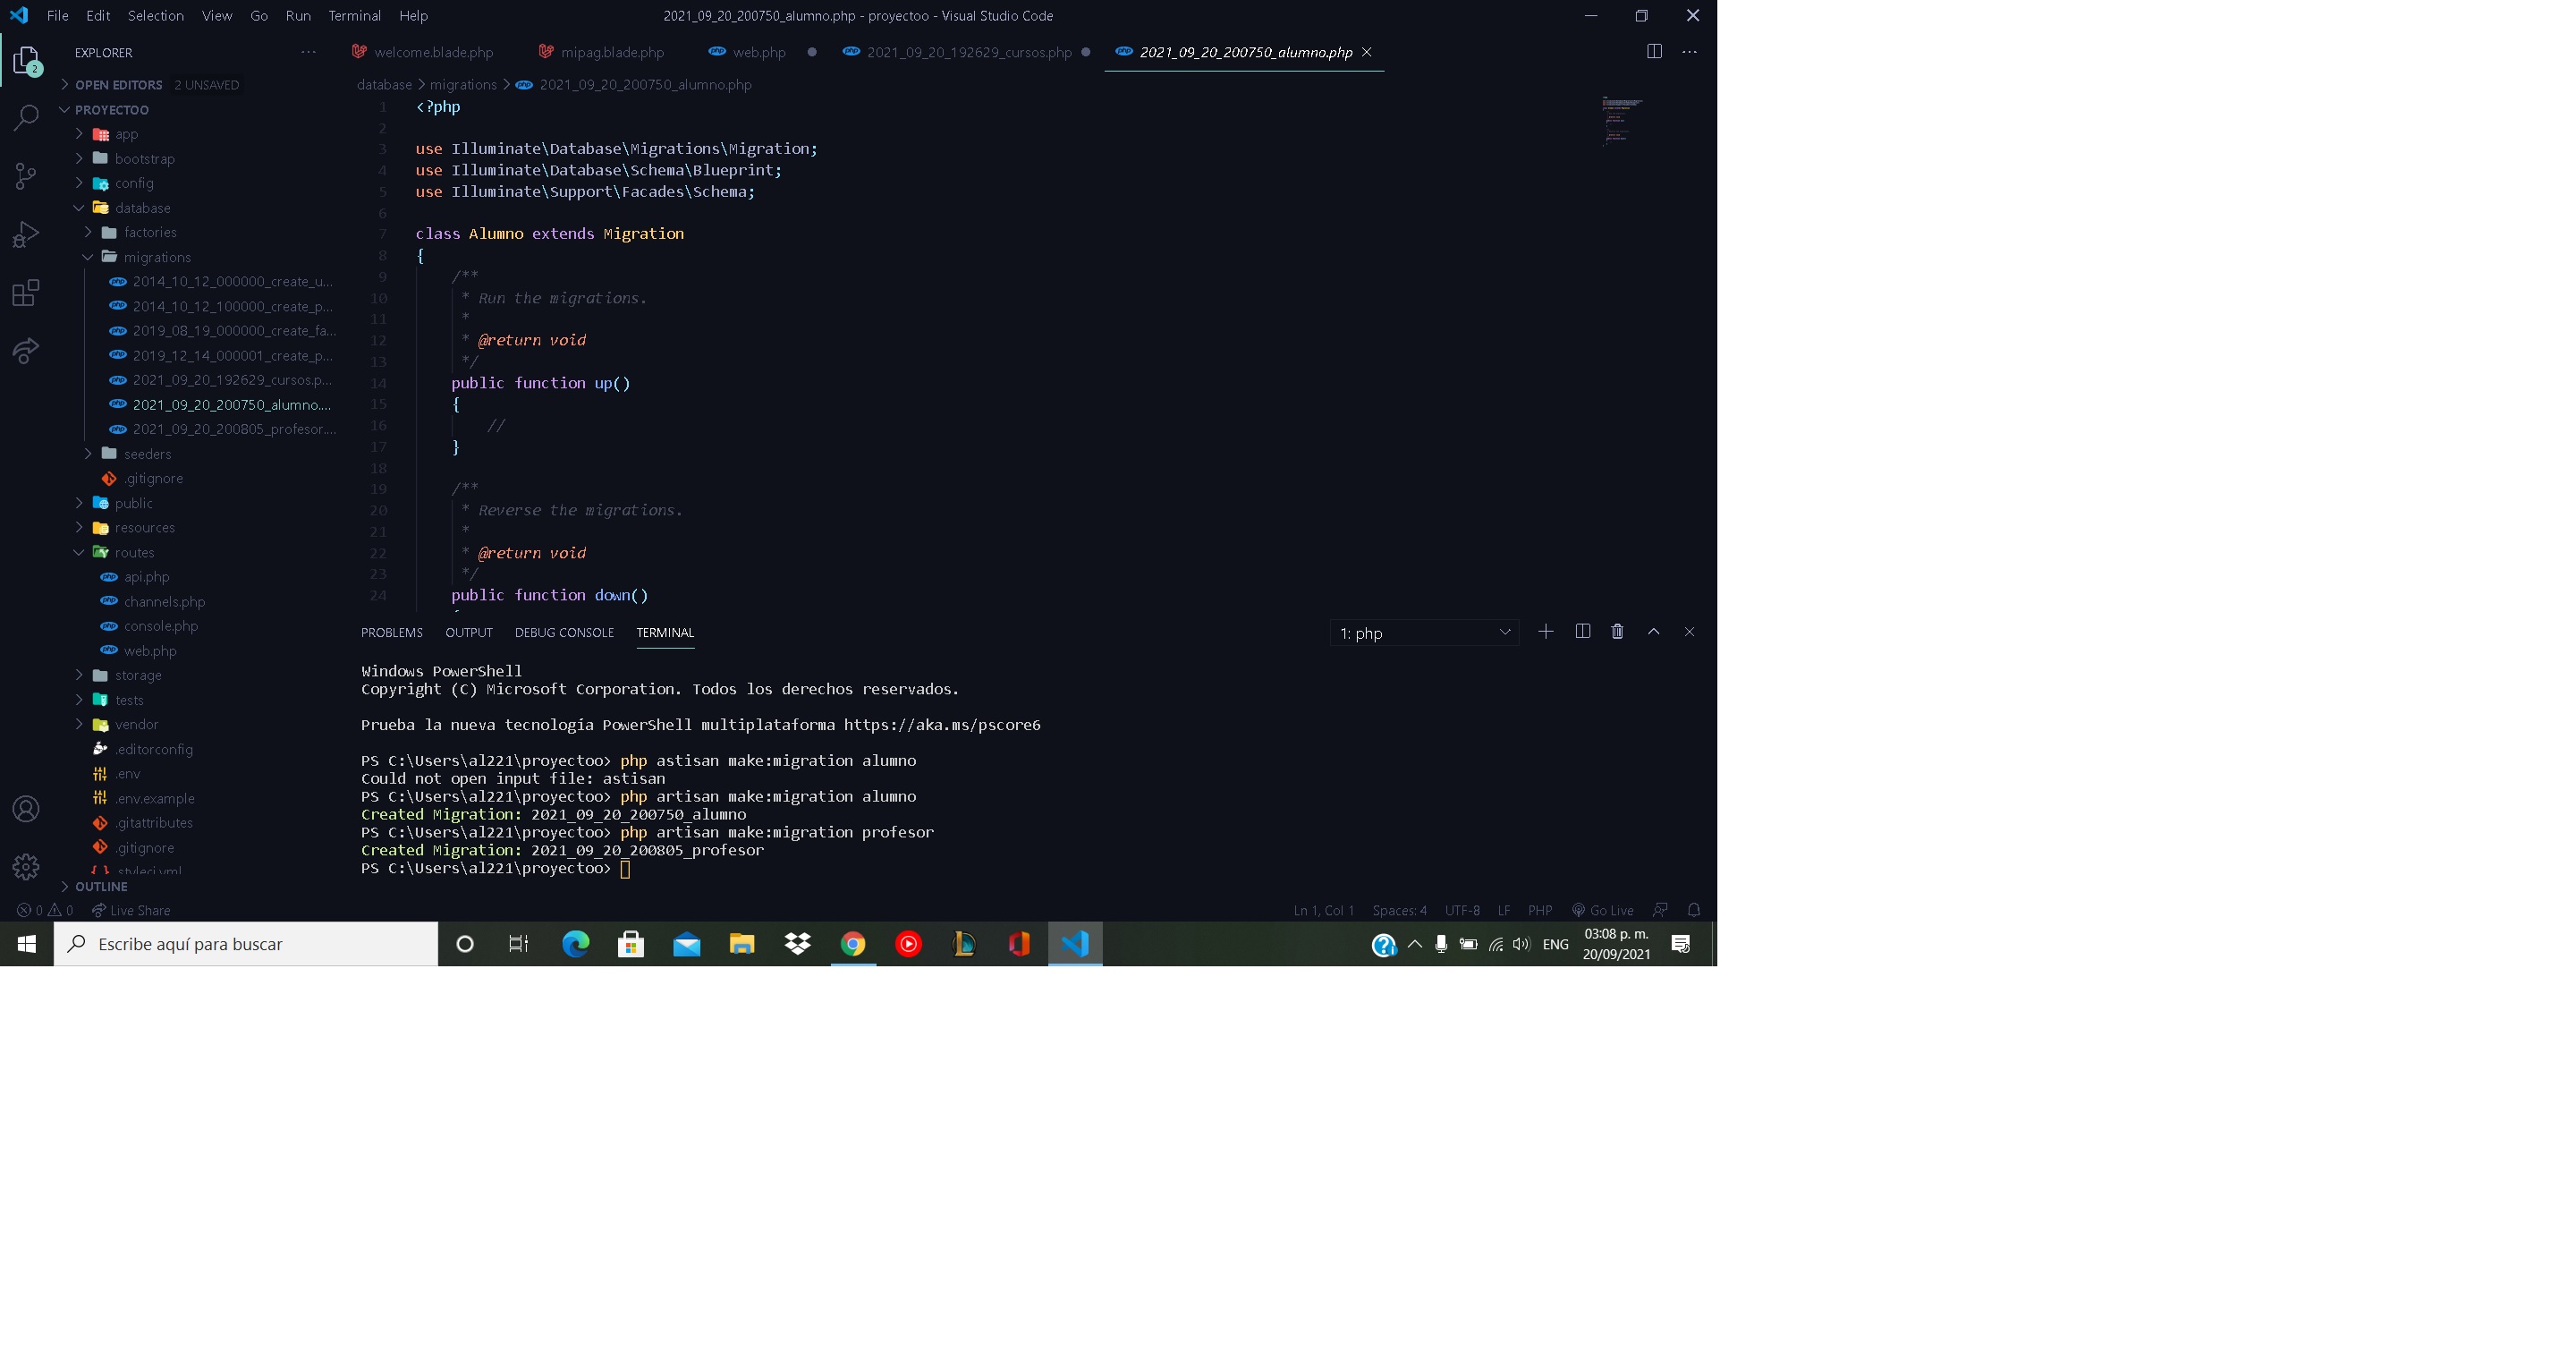 File Edit Selection View Go Run Terminal Help
2021_09_20_200750_alumno.php - proyectoo - Visual Studio Code
EXPLORER
welcome.blade.php
mipag.blade.php
web.php
2021_09_20_192629_cursos.php
2021_09_20_200750_alumno.php
2
OPEN EDITORS 2 UNSAVED
database > migrations > 2021_09_20_200750_alumno.php
PROYECTOO
app
bootstrap
config
database
factories
migrations
2014_10_12_000000_create_u...
2014_10_12_100000_create_p...
2019_08_19_000000_create_fa...
2019_12_14_000001_create_p...
2021_09_20_192629_cursos.p...
2021_09_20_200750_alumno....
2021_09_20_200805_profesor....
seeders
.gitignore
public
resources
routes
api.php
channels.php
console.php
web.php
storage
tests
vendor
.editorconfig
.env
.env.example
.gitattributes
.gitignore
.styleci.yml
OUTLINE
1 <?php
2
3 use Illuminate\Database\Migrations\Migration;
4 use Illuminate\Database\Schema\Blueprint;
5 use Illuminate\Support\Facades\Schema;
6
7 class Alumno extends Migration
8 {
9 /**
10 * Run the migrations.
11 *
12 * @return void
13 */
14 public function up()
15 {
16 //
17 }
18
19 /**
20 * Reverse the migrations.
21 *
22 * @return void
23 */
24 public function down()
PROBLEMS OUTPUT DEBUG CONSOLE TERMINAL
1: php
Windows PowerShell
Copyright (C) Microsoft Corporation. Todos los derechos reservados.
Prueba la nueva tecnología PowerShell multiplataforma https://aka.ms/pscore6
PS C:\Users\al221\proyectoo> php astisan make:migration alumno
Could not open input file: astisan
PS C:\Users\al221\proyectoo> php artisan make:migration alumno
Created Migration: 2021_09_20_200750_alumno
PS C:\Users\al221\proyectoo> php artisan make:migration profesor
Created Migration: 2021_09_20_200805_profesor
PS C:\Users\al221\proyectoo>
0 0 Live Share
Ln 1, Col 1 Spaces: 4 UTF-8 LF PHP Go Live
Escribe aquí para buscar
ENG
03:08 p. m.
20/09/2021